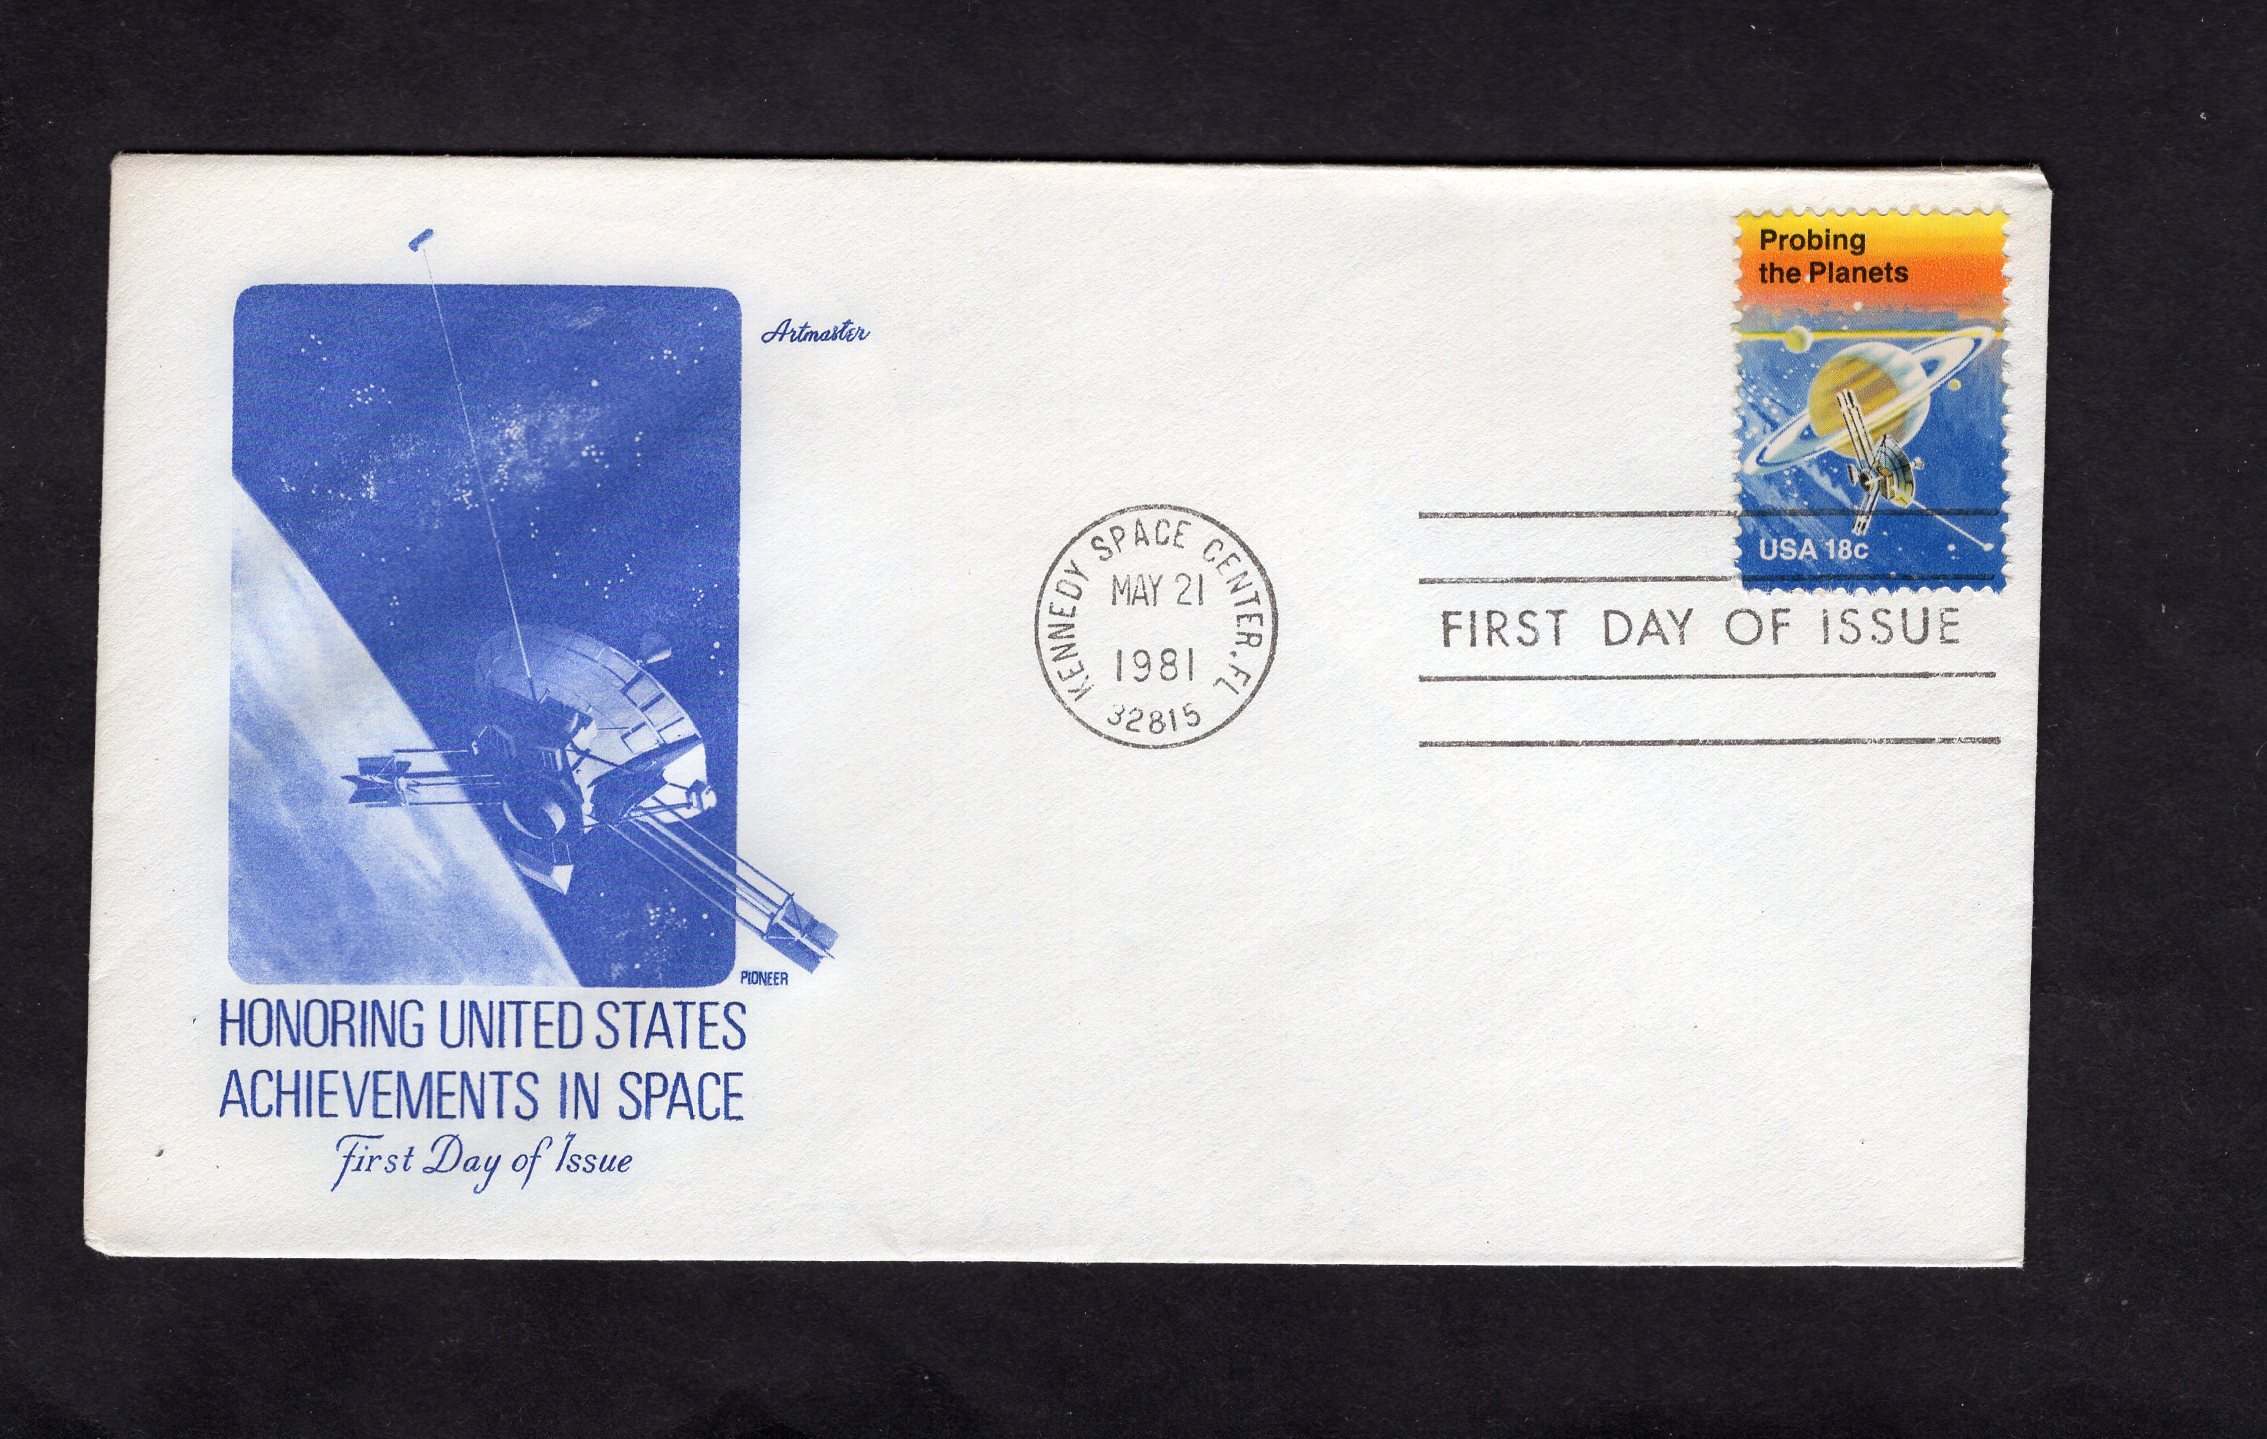 Artmaster
PIONEER
HONORING UNITED STATES
ACHIEVEMENTS IN SPACE
First Day of Issue
KENNEDY SPACE CENTER, FL
MAY 21
1981
32815
Probing
the Planets
USA 18c
FIRST DAY OF ISSUE